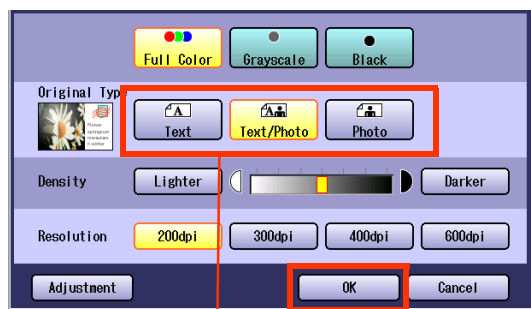 Full Color Grayscale Black
Original Type
Text Text/Photo Photo
Density Lighter Darker
Resolution 200dpi 300dpi 400dpi 600dpi
Adjustment OK Cancel